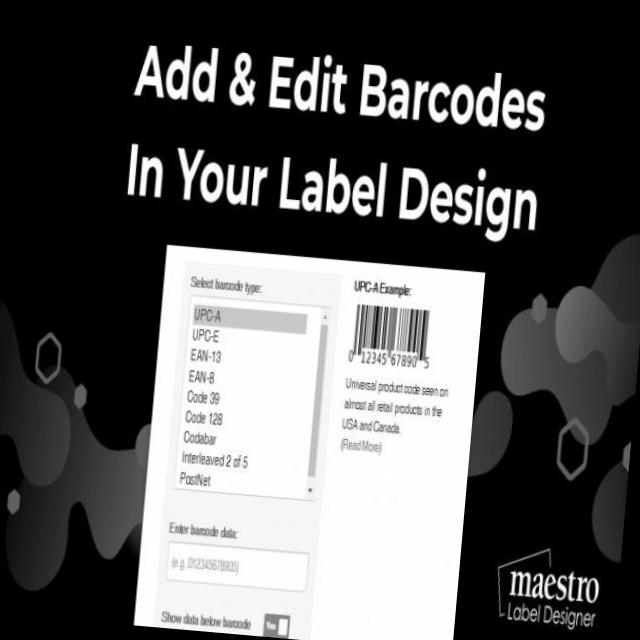 Add & Edit Barcodes
In Your Label Design
Select barcode type:
UPC-A
UPC-E
EAN-13
EAN-8
Code 39
Code 128
Codabar
Interleaved 2 of 5
PostNet
Enter barcode data:
(e.g. 012345678905)
Show data below barcode
Yes
UPC-A Example:
0 12345 67890 5
Universal product code seen on
almost all retail products in the
USA and Canada.
(Read More)
maestro
Label Designer